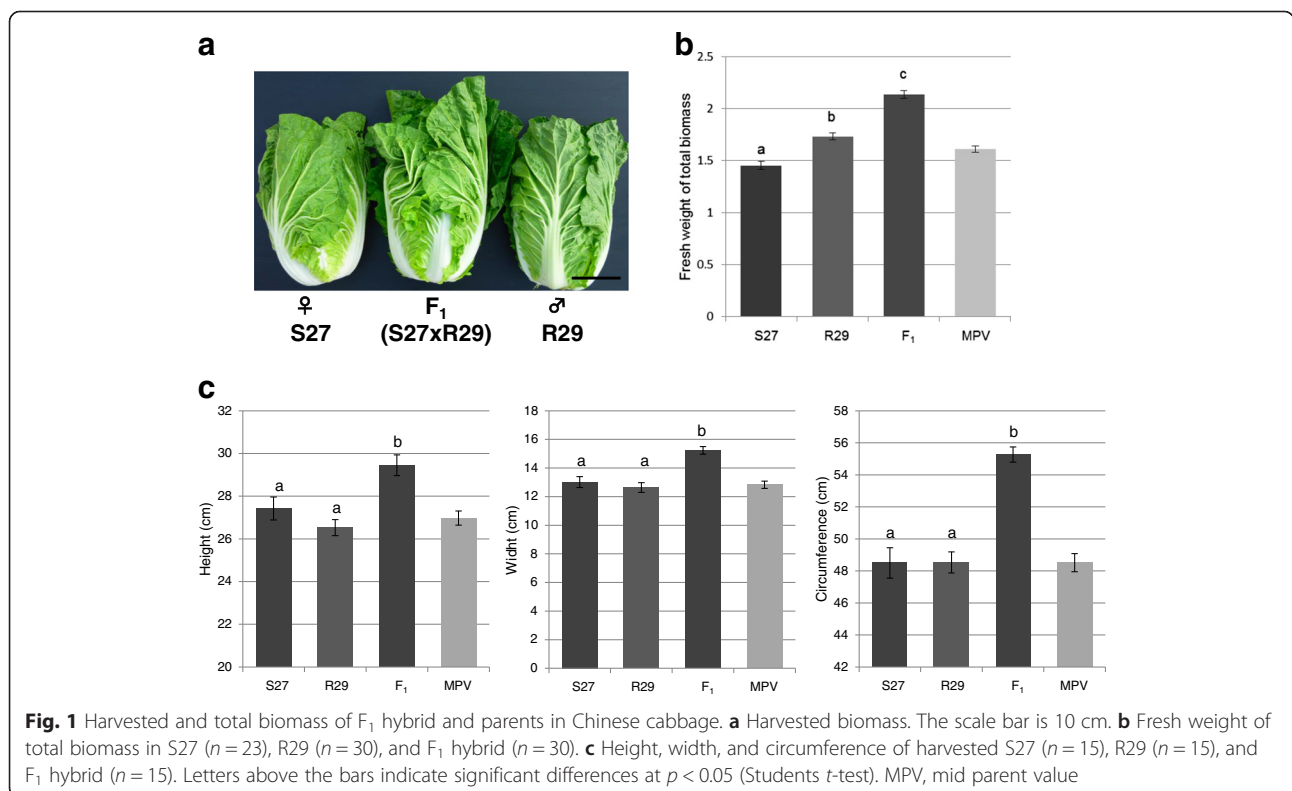 a
♀
S27
F₁
(S27xR29)
♂
R29
b
Fresh weight of total biomass
2.5
2
1.5
1
0.5
0
a
b
c
S27 R29 F₁ MPV
c
Height (cm)
32
30
28
26
24
22
20
a
a
b
S27 R29 F₁ MPV
Widht (cm)
18
16
14
12
10
8
6
4
2
0
a
a
b
S27 R29 F₁ MPV
Circumference (cm)
58
56
54
52
50
48
46
44
42
a
a
b
S27 R29 F₁ MPV
Fig. 1 Harvested and total biomass of F₁ hybrid and parents in Chinese cabbage. a Harvested biomass. The scale bar is 10 cm. b Fresh weight of
total biomass in S27 (n = 23), R29 (n = 30), and F₁ hybrid (n = 30). c Height, width, and circumference of harvested S27 (n = 15), R29 (n = 15), and
F₁ hybrid (n = 15). Letters above the bars indicate significant differences at p < 0.05 (Students t-test). MPV, mid parent value